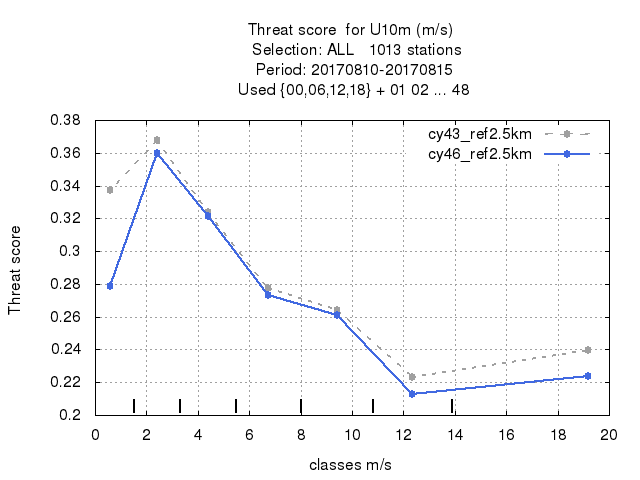 Threat score  for U10m (m/s)
Selection: ALL   1013 stations
Period: 20170810-20170815
Used {00,06,12,18} + 01 02 ... 48
cy43_ref2.5km
cy46_ref2.5km
0.38
0.36
0.34
0.32
0.3
0.28
0.26
0.24
0.22
0.2
Threat score
0 2 4 6 8 10 12 14 16 18 20
classes m/s